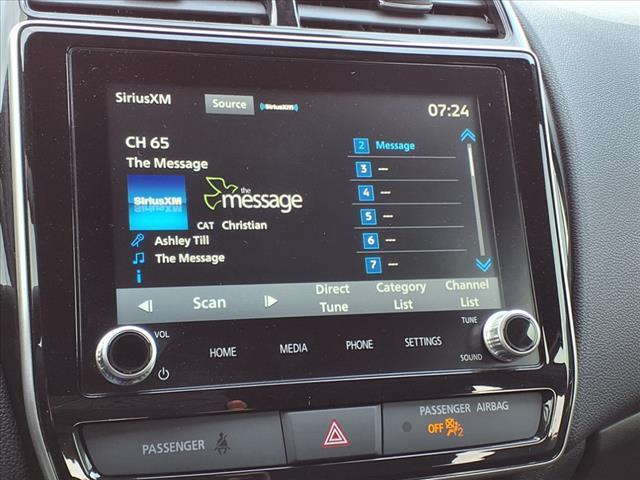 SiriusXM Source SiriusXM 07:24
CH 65
The Message
SiriusXM the message
CAT Christian
Ashley Till
The Message
2 Message
3 ---
4 ---
5 ---
6 ---
7 ---
Scan Direct Tune Category List Channel List
VOL HOME MEDIA PHONE SETTINGS TUNE
SOUND
PASSENGER
PASSENGER AIRBAG
OFF 2